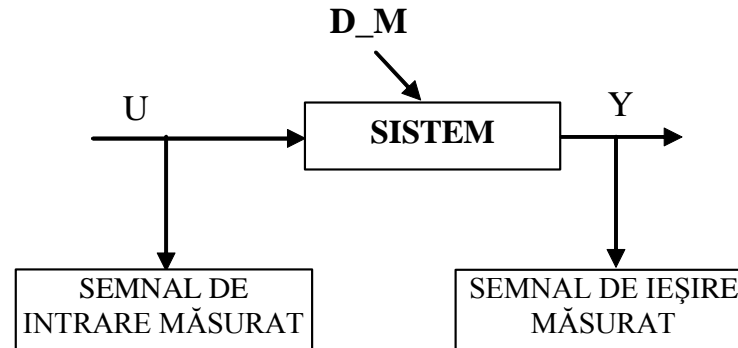 D_M
U
SISTEM
Y
SEMNAL DE
INTRARE MĂSURAT
SEMNAL DE IEŞIRE
MĂSURAT